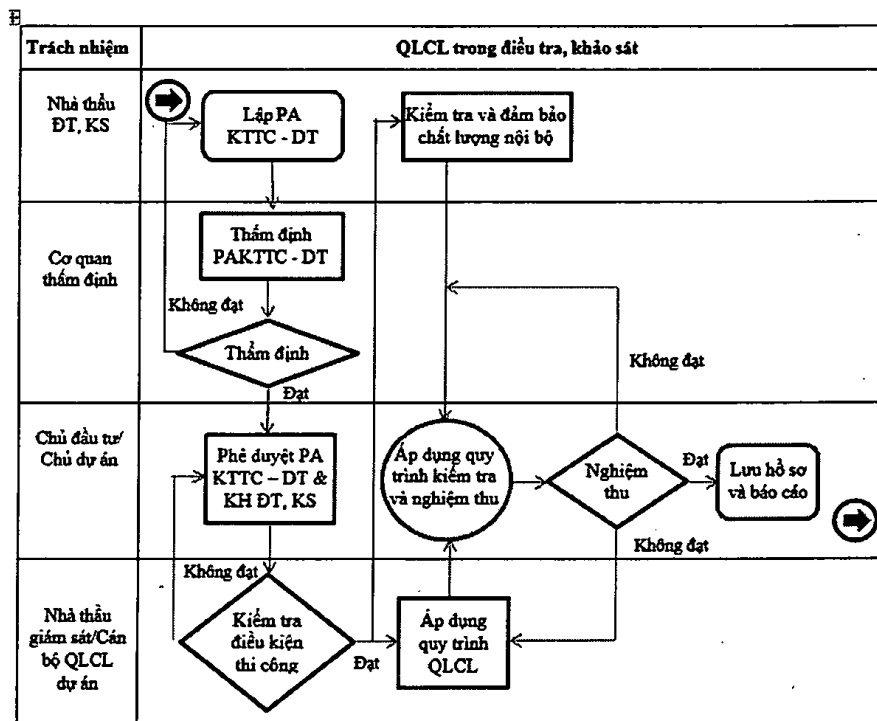 Trách nhiệm
QLCL trong điều tra, khảo sát
Nhà thầu
ĐT, KS
Lập PA
KTTC - DT
Kiểm tra và đảm bảo
chất lượng nội bộ
Cơ quan
thẩm định
Thẩm định
PAKTTC - DT
Không đạt
Thẩm định
Đạt
Không đạt
Chủ đầu tư/
Chủ dự án
Phê duyệt PA
KTTC – DT &
KH ĐT, KS
Áp dụng quy
trình kiểm tra
và nghiệm thu
Nghiệm
thu
Đạt
Lưu hồ sơ
và báo cáo
Không đạt
Không đạt
Nhà thầu
giám sát/Cán
bộ QLCL
dự án
Kiểm tra
điều kiện
thi công
Đạt
Áp dụng
quy trình
QLCL